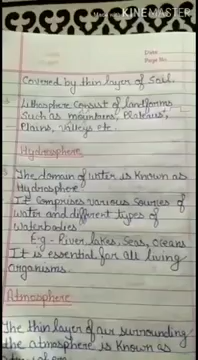 Made with KINEMASTER
Date
Page No.
Covered by thin layer of Soil.
Lithosphere Consist of landforms
Such as mountains, Plateaus,
Plains, Valleys etc.
Hydrosphere
The domain of water is Known as
Hydrosphere
It Comprises various Sources of
Water and different types of
Waterbodies
E.g - River, lakes, Seas, Oceans
It is essential for all living
Organisms.
Atmosphere
The thin layer of air surrounding
the atmosphere is Known as